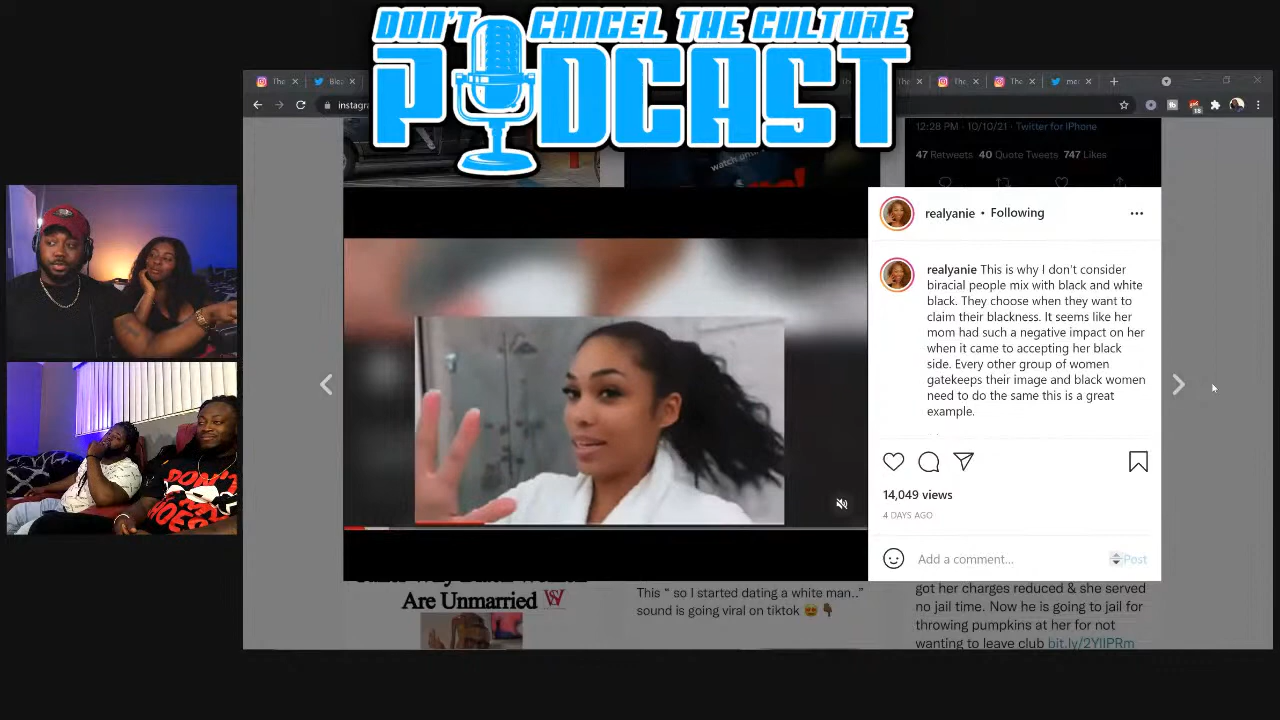 DON'T CANCEL THE CULTURE
PODCAST
The
instagra
The
The
12:28 PM · 10/10/21 · Twitter for iPhone
47 Retweets 40 Quote Tweets 747 Likes
realyanie • Following
realyanie This is why I don't consider
biracial people mix with black and white
black. They choose when they want to
claim their blackness. It seems like her
mom had such a negative impact on her
when it came to accepting her black
side. Every other group of women
gatekeeps their image and black women
need to do the same this is a great
example.
14,049 views
4 DAYS AGO
Add a comment...
Post
Are Unmarried
This “ so I started dating a white man..”
sound is going viral on tiktok 😍👇🏾
got her charges reduced & she served
no jail time. Now he is going to jail for
throwing pumpkins at her for not
wanting to leave club bit.ly/2YIIPRm